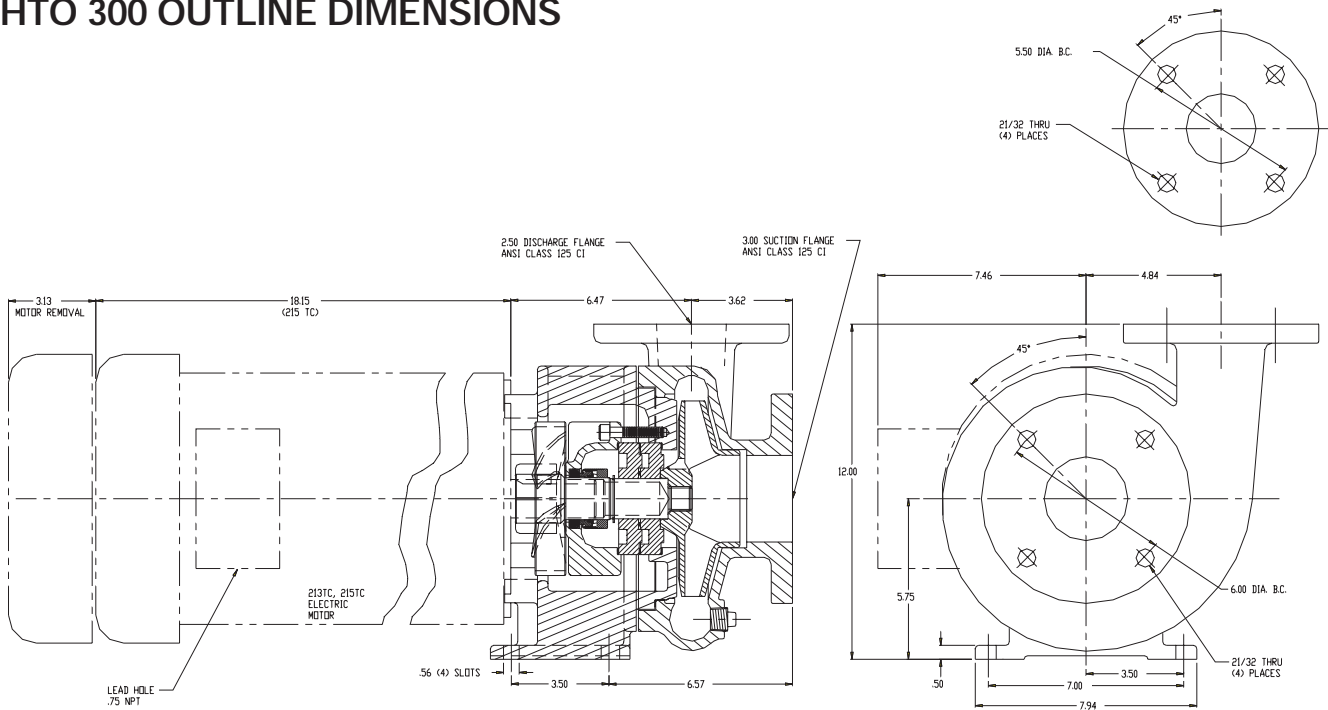 HTO 300 OUTLINE DIMENSIONS
45°
5.50 DIA. B.C.
21/32 THRU
(4) PLACES
2.50 DISCHARGE FLANGE
ANSI CLASS 125 CI
3.00 SUCTION FLANGE
ANSI CLASS 125 CI
3.13
MOTOR REMOVAL
18.15
(215 TC)
6.47
3.62
7.46
4.84
45°
12.00
5.75
6.00 DIA. B.C.
213TC, 215TC
ELECTRIC
MOTOR
LEAD HOLE
.75 NPT
.56 (4) SLOTS
3.50
6.57
.50
3.50
7.00
7.94
21/32 THRU
(4) PLACES